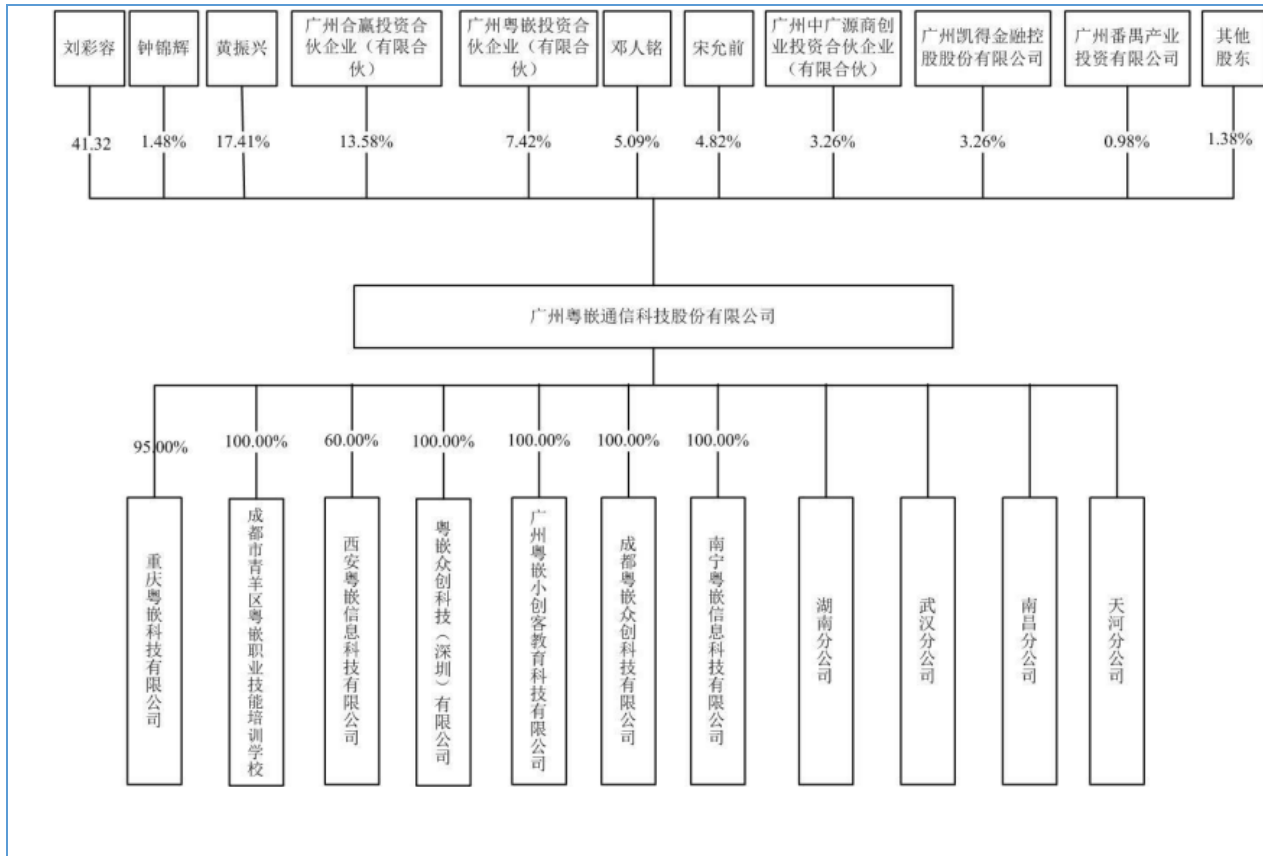 刘彩容
钟锦辉
黄振兴
广州合赢投资合
伙企业（有限合
伙）
广州粤嵌投资合
伙企业（有限合
伙）
邓人铭
宋允前
广州中广源商创
业投资合伙企业
（有限合伙）
广州凯得金融控
股股份有限公司
广州番禺产业
投资有限公司
其他
股东
41.32
1.48%
17.41%
13.58%
7.42%
5.09%
4.82%
3.26%
3.26%
0.98%
1.38%
广州粤嵌通信科技股份有限公司
95.00%
100.00%
60.00%
100.00%
100.00%
100.00%
100.00%
重庆粤嵌科技有限公司
成都市青羊区粤嵌职业技能培训学校
西安粤嵌信息科技有限公司
粤嵌众创科技（深圳）有限公司
广州粤嵌小创客教育科技有限公司
成都粤嵌众创科技有限公司
南宁粤嵌信息科技有限公司
湖南分公司
武汉分公司
南昌分公司
天河分公司